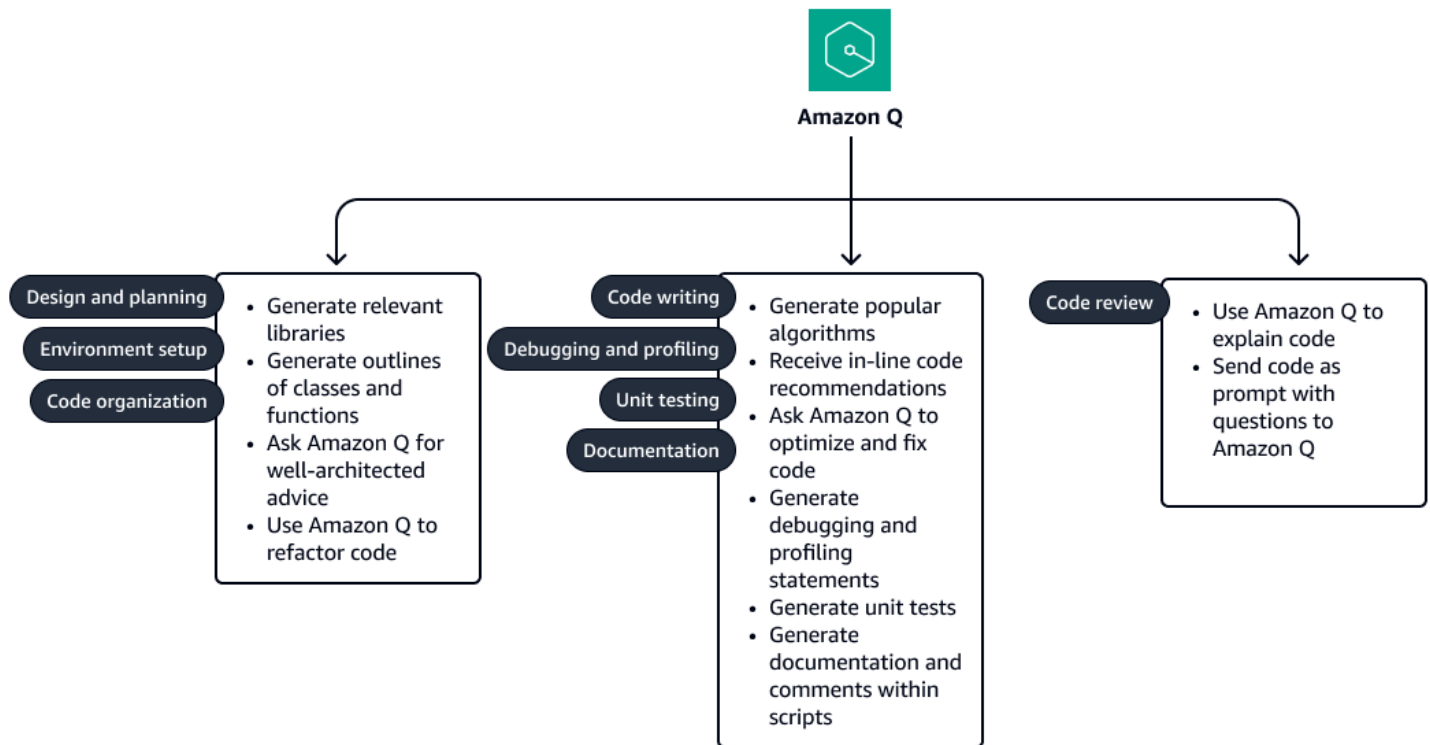 Amazon Q
Design and planning
Environment setup
Code organization
• Generate relevant
libraries
• Generate outlines
of classes and
functions
• Ask Amazon Q for
well-architected
advice
• Use Amazon Q to
refactor code
Code writing
Debugging and profiling
Unit testing
Documentation
• Generate popular
algorithms
• Receive in-line code
recommendations
• Ask Amazon Q to
optimize and fix
code
• Generate
debugging and
profiling
statements
• Generate unit tests
• Generate
documentation and
comments within
scripts
Code review
• Use Amazon Q to
explain code
• Send code as
prompt with
questions to
Amazon Q